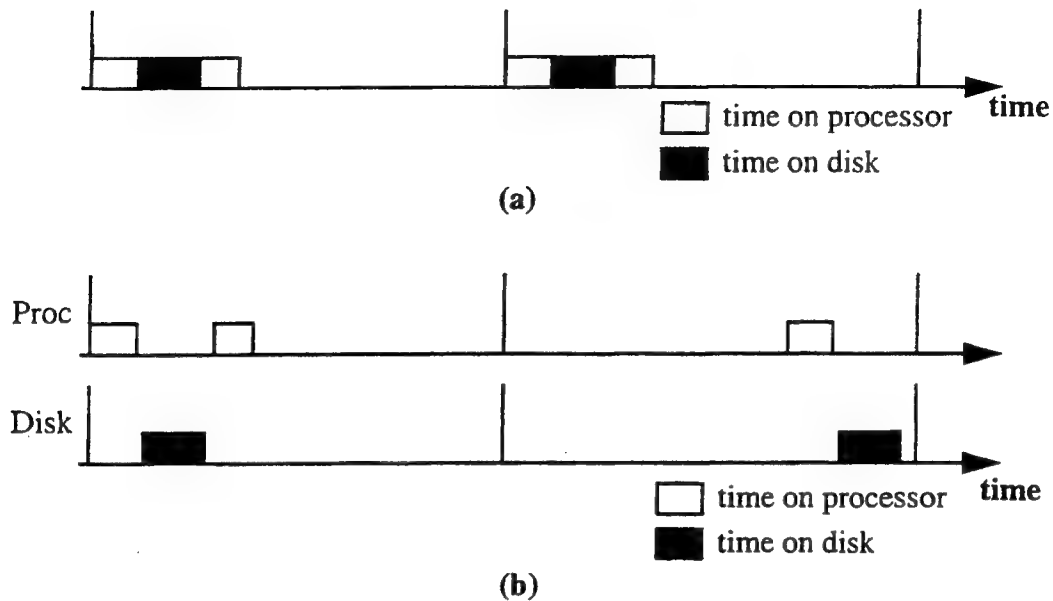 time
time on processor
time on disk
(a)
Proc
Disk
time
time on processor
time on disk
(b)